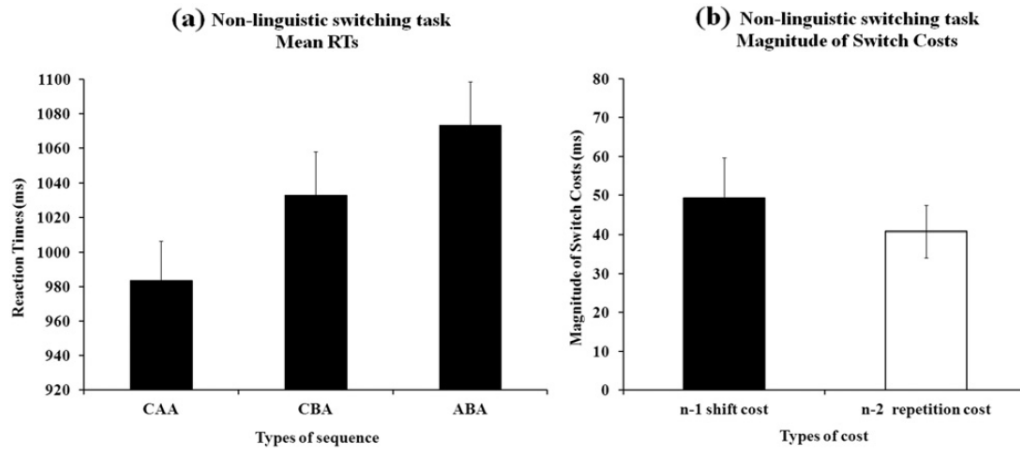 (a) Non-linguistic switching task
Mean RTs
Reaction Times (ms)
1100
1080
1060
1040
1020
1000
980
960
940
920
CAA CBA ABA
Types of sequence
(b) Non-linguistic switching task
Magnitude of Switch Costs
Magnitude of Switch Costs (ms)
80
70
60
50
40
30
20
10
0
n-1 shift cost n-2 repetition cost
Types of cost